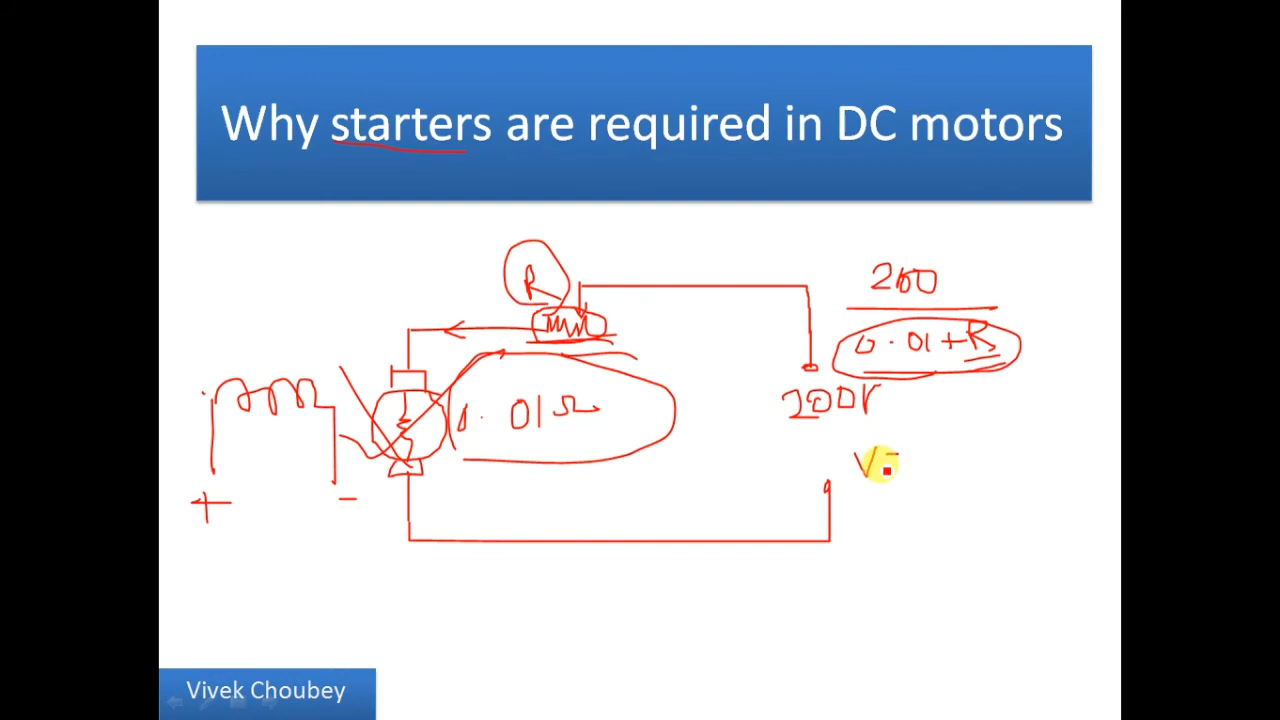 Why starters are required in DC motors
R
200
0.01+R
0.01Ω
200V
+
-
Vivek Choubey